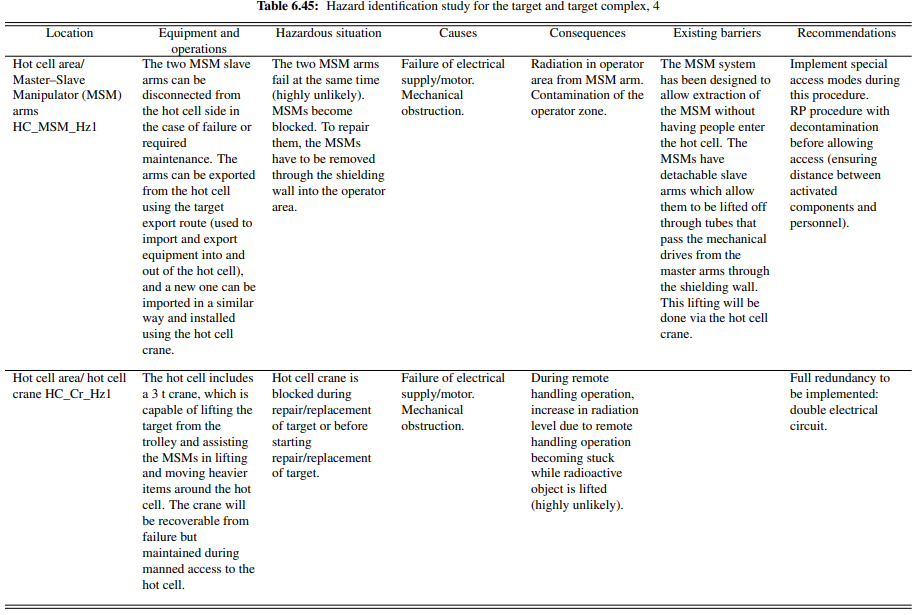 Table 6.45: Hazard identification study for the target and target complex, 4
Location
Equipment and
operations
Hazardous situation
Causes
Consequences
Existing barriers
Recommendations
Hot cell area/
Master–Slave
Manipulator (MSM)
arms
HC_MSM_Hz1
The two MSM slave
arms can be
disconnected from
the hot cell side in
the case of failure or
required
maintenance. The
arms can be exported
from the hot cell
using the target
export route (used to
import and export
equipment into and
out of the hot cell),
and a new one can be
imported in a similar
way and installed
using the hot cell
crane.
The two MSM arms
fail at the same time
(highly unlikely).
MSMs become
blocked. To repair
them, the MSMs
have to be removed
through the shielding
wall into the operator
area.
Failure of electrical
supply/motor.
Mechanical
obstruction.
Radiation in operator
area from MSM arm.
Contamination of the
operator zone.
The MSM system
has been designed to
allow extraction of
the MSM without
having people enter
the hot cell. The
MSMs have
detachable slave
arms which allow
them to be lifted off
through tubes that
pass the mechanical
drives from the
master arms through
the shielding wall.
This lifting will be
done via the hot cell
crane.
Implement special
access modes during
this procedure.
RP procedure with
decontamination
before allowing
access (ensuring
distance between
activated
components and
personnel).
Hot cell area/ hot cell
crane HC_Cr_Hz1
The hot cell includes
a 3 t crane, which is
capable of lifting the
target from the
trolley and assisting
the MSMs in lifting
and moving heavier
items around the hot
cell. The crane will
be recoverable from
failure but
maintained during
manned access to the
hot cell.
Hot cell crane is
blocked during
repair/replacement
of target or before
starting
repair/replacement
of target.
Failure of electrical
supply/motor.
Mechanical
obstruction.
During remote
handling operation,
increase in radiation
level due to remote
handling operation
becoming stuck
while radioactive
object is lifted
(highly unlikely).
Full redundancy to
be implemented:
double electrical
circuit.